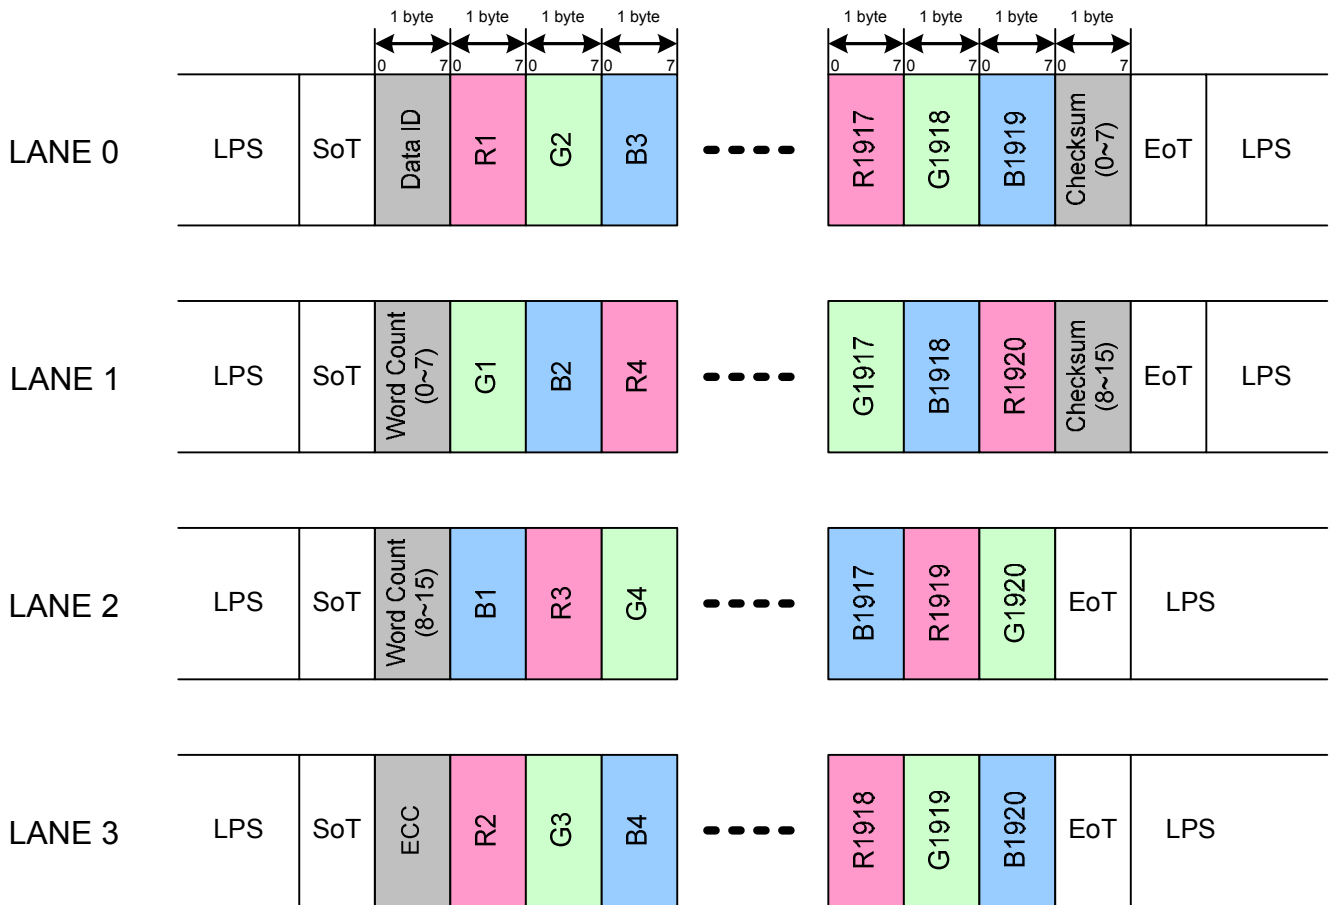 1 byte 1 byte 1 byte 1 byte 1 byte 1 byte 1 byte 1 byte
0 7 0 7 0 7 0 7 0 7 0 7 0 7 0 7
LANE 0 LPS SoT Data ID R1 G2 B3 R1917 G1918 B1919 Checksum (0~7) EoT LPS
LANE 1 LPS SoT Word Count (0~7) G1 B2 R4 G1917 B1918 R1920 Checksum (8~15) EoT LPS
LANE 2 LPS SoT Word Count (8~15) B1 R3 G4 B1917 R1919 G1920 EoT LPS
LANE 3 LPS SoT ECC R2 G3 B4 R1918 G1919 B1920 EoT LPS